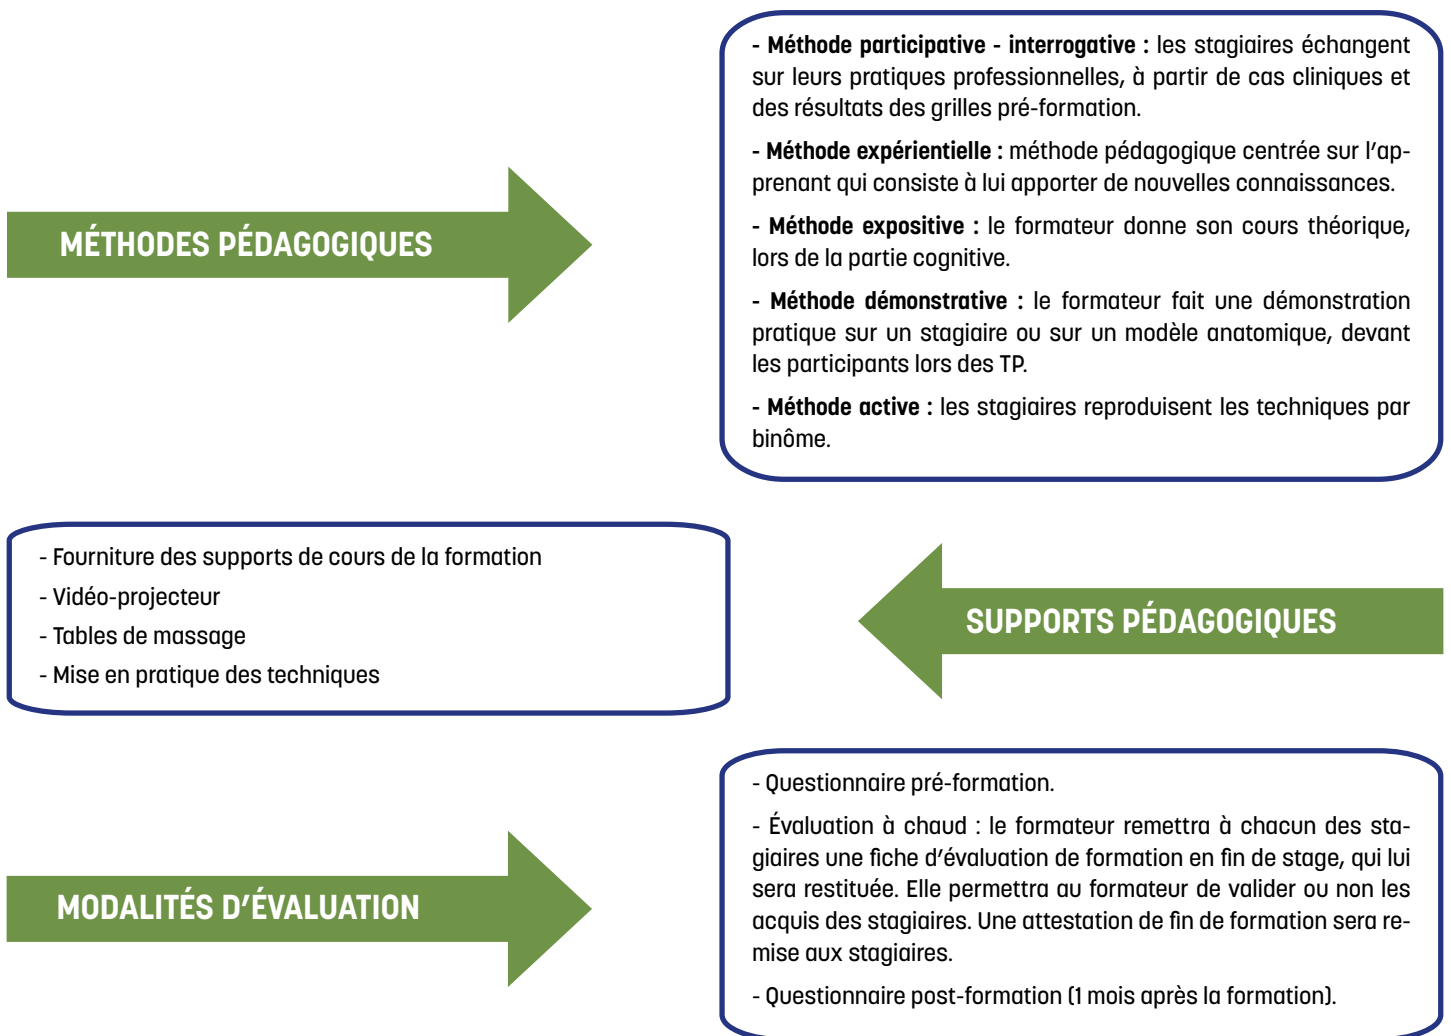 MÉTHODES PÉDAGOGIQUES
- Méthode participative - interrogative : les stagiaires échangent
sur leurs pratiques professionnelles, à partir de cas cliniques et
des résultats des grilles pré-formation.
- Méthode expérientielle : méthode pédagogique centrée sur l'ap-
prenant qui consiste à lui apporter de nouvelles connaissances.
- Méthode expositive : le formateur donne son cours théorique,
lors de la partie cognitive.
- Méthode démonstrative : le formateur fait une démonstration
pratique sur un stagiaire ou sur un modèle anatomique, devant
les participants lors des TP.
- Méthode active : les stagiaires reproduisent les techniques par
binôme.
SUPPORTS PÉDAGOGIQUES
- Fourniture des supports de cours de la formation
- Vidéo-projecteur
- Tables de massage
- Mise en pratique des techniques
MODALITÉS D'ÉVALUATION
- Questionnaire pré-formation.
- Évaluation à chaud : le formateur remettra à chacun des sta-
giaires une fiche d'évaluation de formation en fin de stage, qui lui
sera restituée. Elle permettra au formateur de valider ou non les
acquis des stagiaires. Une attestation de fin de formation sera re-
mise aux stagiaires.
- Questionnaire post-formation (1 mois après la formation).